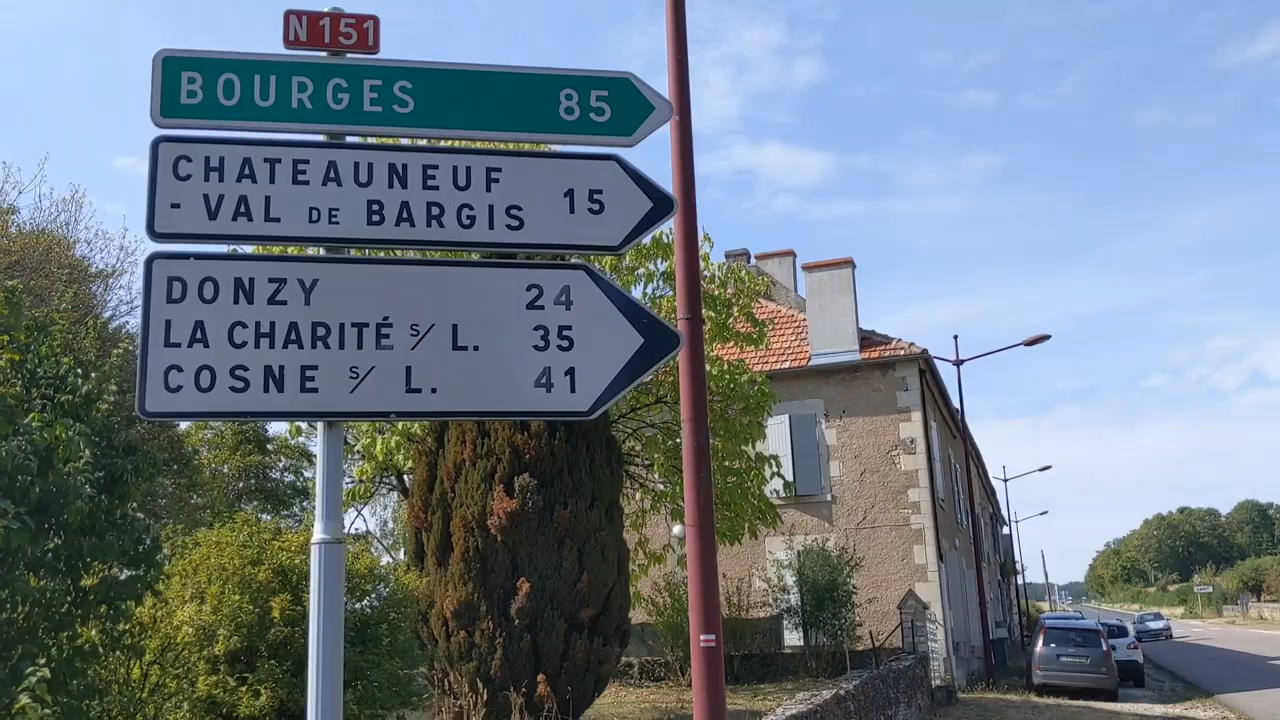 N 151
BOURGES 85
CHATEAUNEUF
- VAL DE BARGIS 15
DONZY 24
LA CHARITÉ s/ L. 35
COSNE s/ L. 41